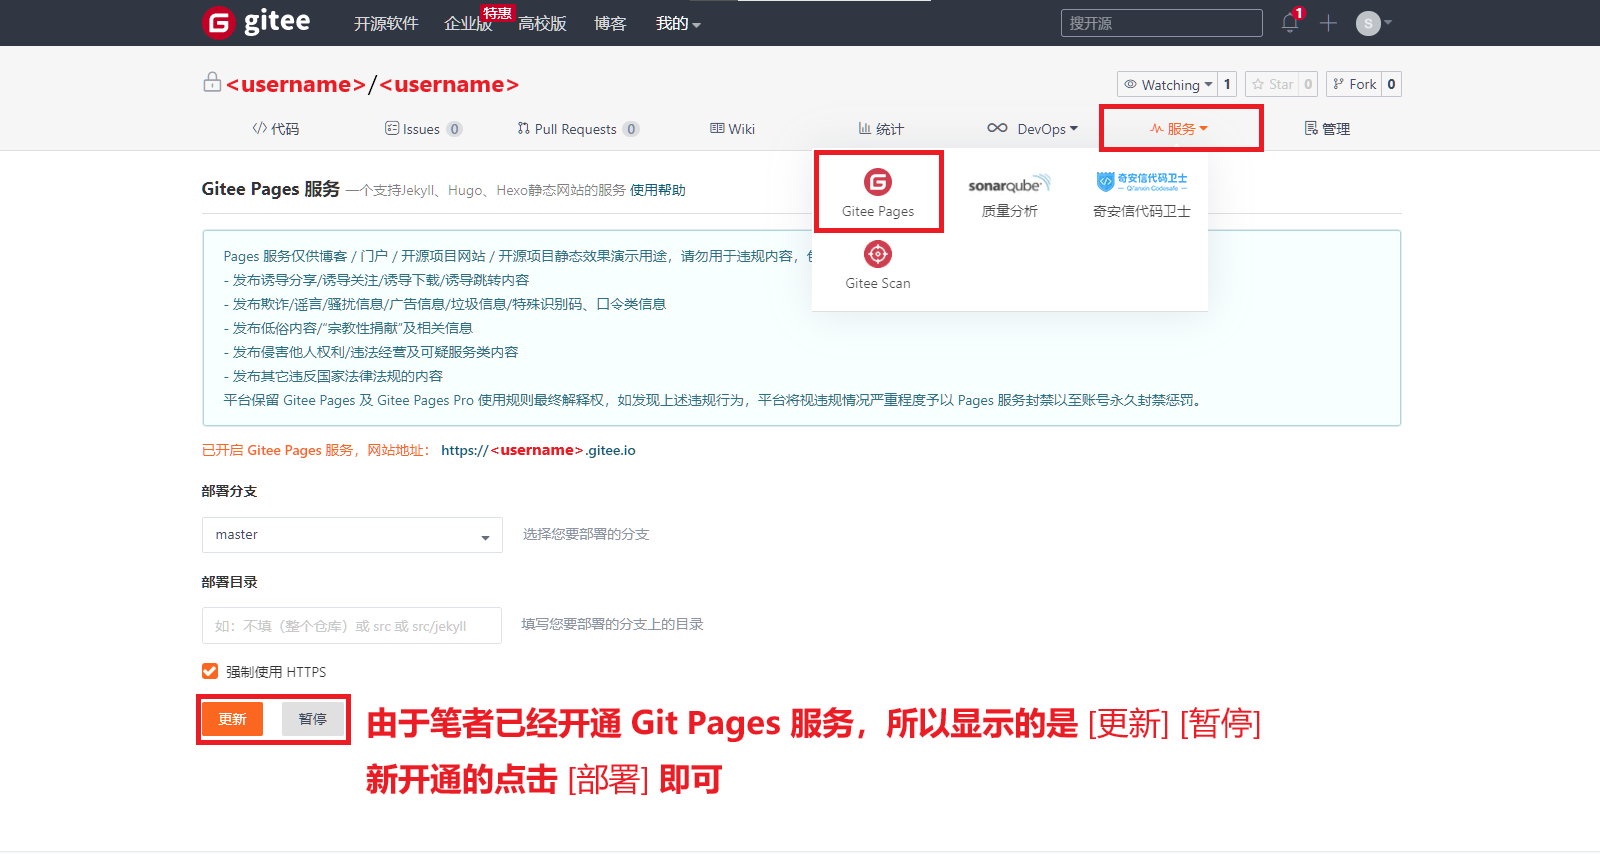 gitee 开源软件 企业版 特惠 高校版 博客 我的 搜开源 1 S
<username>/<username> Watching 1 Star 0 Fork 0
代码 Issues 0 Pull Requests 0 Wiki 统计 DevOps 服务 管理
Gitee Pages 服务 一个支持Jekyll、Hugo、Hexo静态网站的服务 使用帮助
Gitee Pages sonarqube 质量分析 奇安信代码卫士 Qi'anxin Codesafe 奇安信代码卫士
Gitee Scan
Pages 服务仅供博客 / 门户 / 开源项目网站 / 开源项目静态效果演示用途，请勿用于违规内容，
- 发布诱导分享/诱导关注/诱导下载/诱导跳转内容
- 发布欺诈/谣言/骚扰信息/广告信息/垃圾信息/特殊识别码、口令类信息
- 发布低俗内容/“宗教性捐献”及相关信息
- 发布侵害他人权利/违法经营及可疑服务类内容
- 发布其它违反国家法律法规的内容
平台保留 Gitee Pages 及 Gitee Pages Pro 使用规则最终解释权，如发现上述违规行为，平台将视违规情况严重程度予以 Pages 服务封禁以至账号永久封禁惩罚。
已开启 Gitee Pages 服务，网站地址： https://<username>.gitee.io
部署分支
master 选择您要部署的分支
部署目录
如：不填（整个仓库）或 src 或 src/jekyll 填写您要部署的分支上的目录
强制使用 HTTPS
更新 暂停 由于笔者已经开通 Git Pages 服务，所以显示的是 [更新] [暂停]
新开通的点击 [部署] 即可